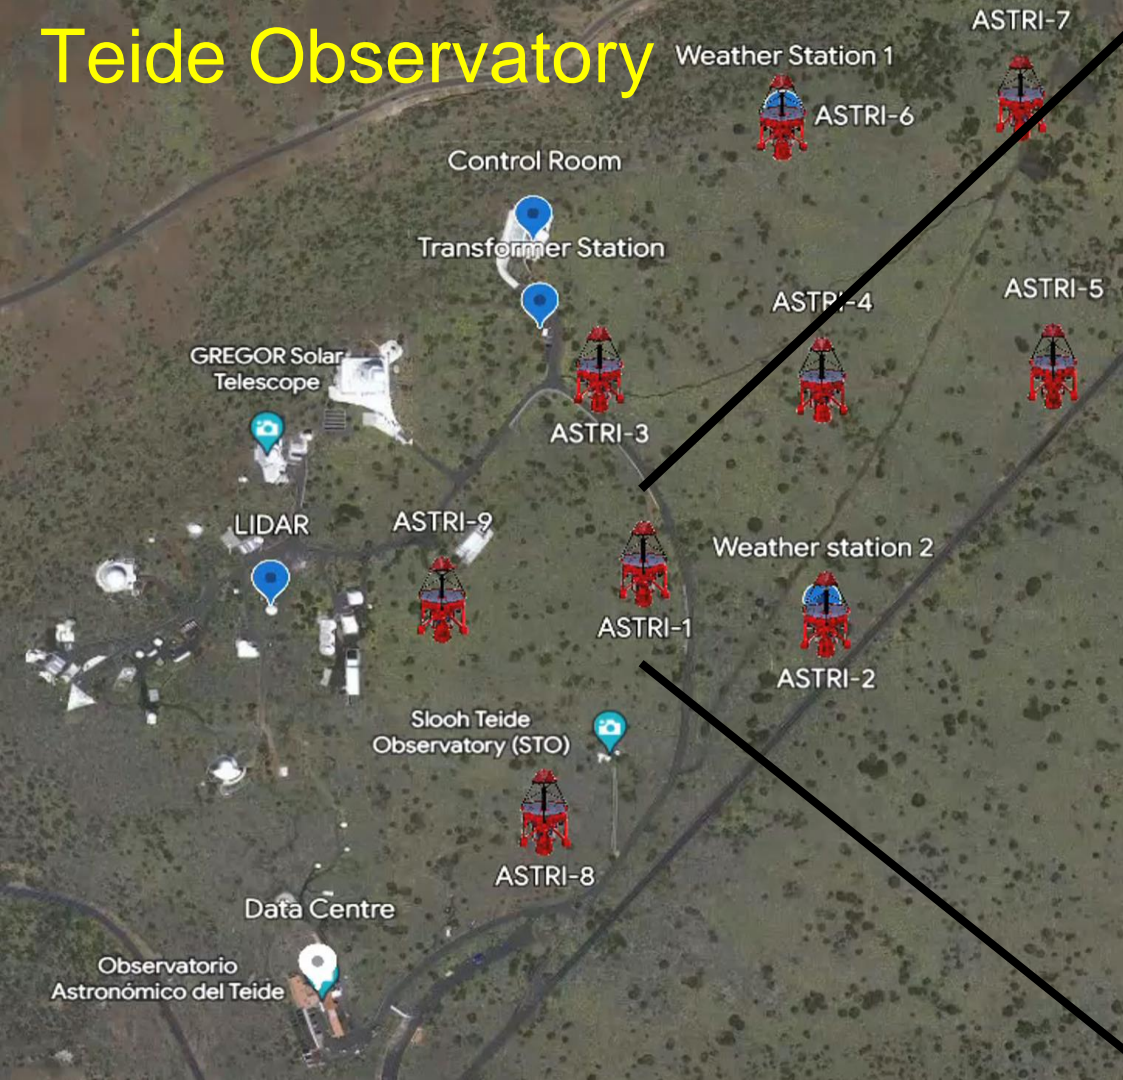 Teide Observatory
ASTRI-7
Weather Station 1
ASTRI-6
Control Room
Transformer Station
ASTRI-5
ASTRI-4
GREGOR Solar
Telescope
ASTRI-3
LIDAR
ASTRI-9
Weather station 2
ASTRI-1
ASTRI-2
Slooh Teide
Observatory (STO)
ASTRI-8
Data Centre
Observatorio
Astronómico del Teide